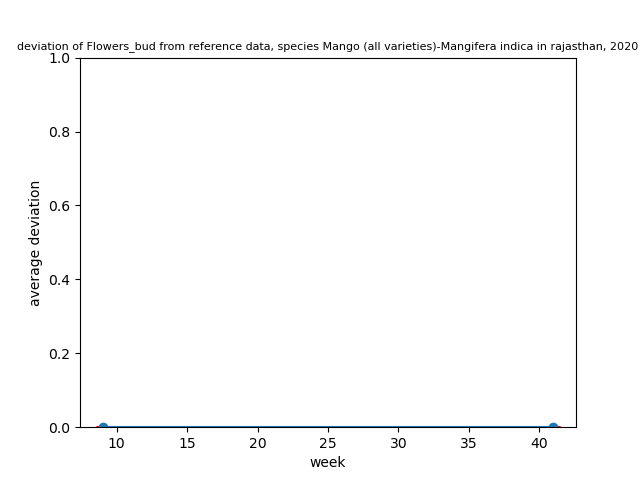 deviation of Flowers_bud from reference data, species Mango (all varieties)-Mangifera indica in rajasthan, 2020
1.0
0.8
0.6
0.4
0.2
0.0
average deviation
10 15 20 25 30 35 40
week